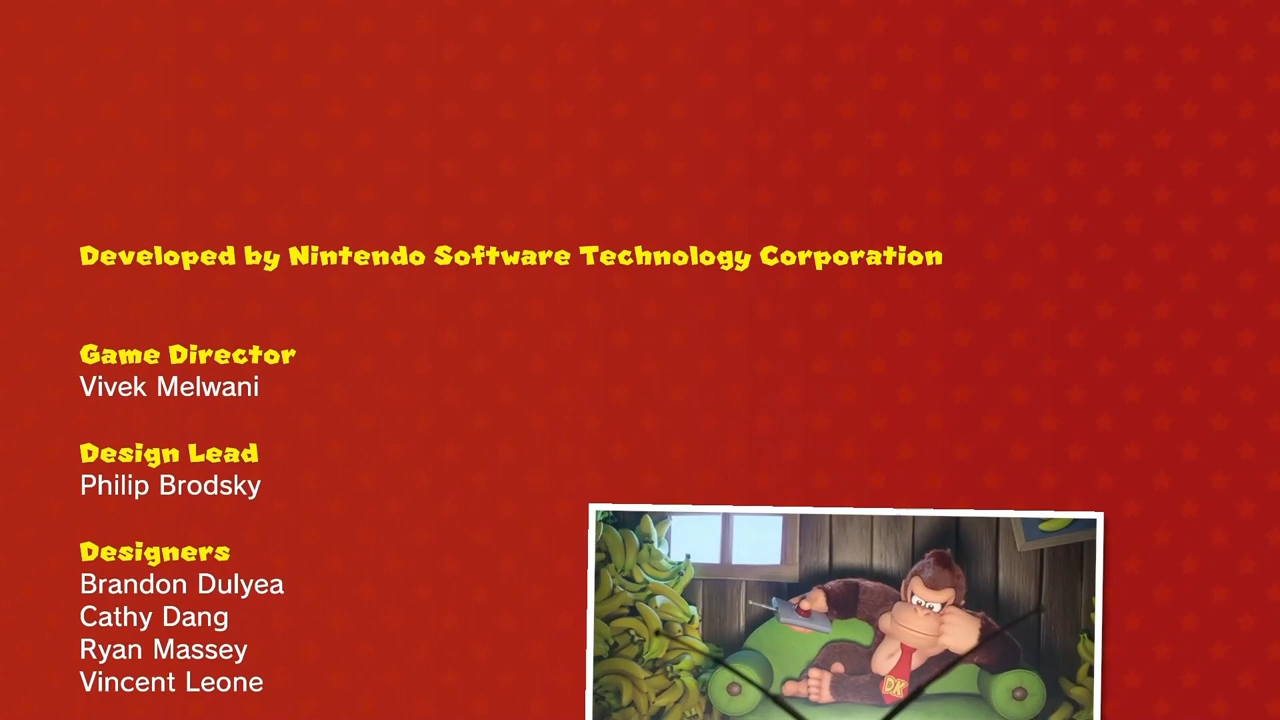 Developed by Nintendo Software Technology Corporation
Game Director
Vivek Melwani
Design Lead
Philip Brodsky
Designers
Brandon Dulyea
Cathy Dang
Ryan Massey
Vincent Leone
DK